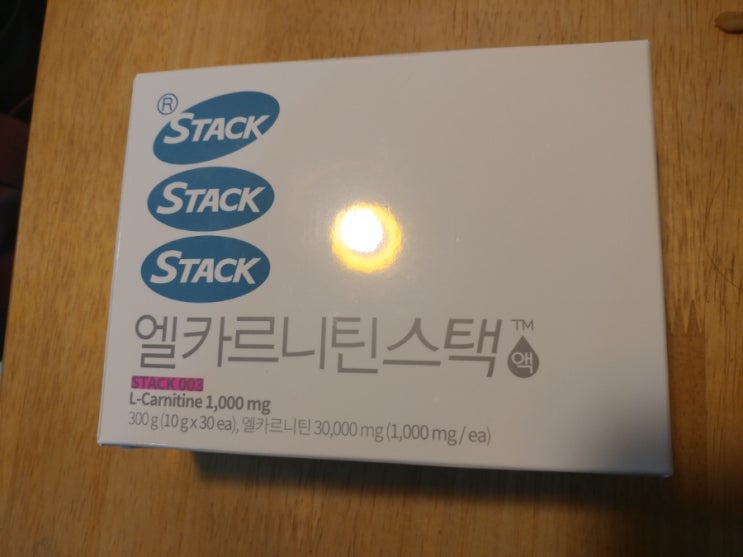 ® STACK
STACK
STACK
엘카르니틴스택™ 액
STACK 003
L-Carnitine 1,000 mg
300 g (10 g x 30 ea), 엘카르니틴 30,000 mg (1,000 mg / ea)